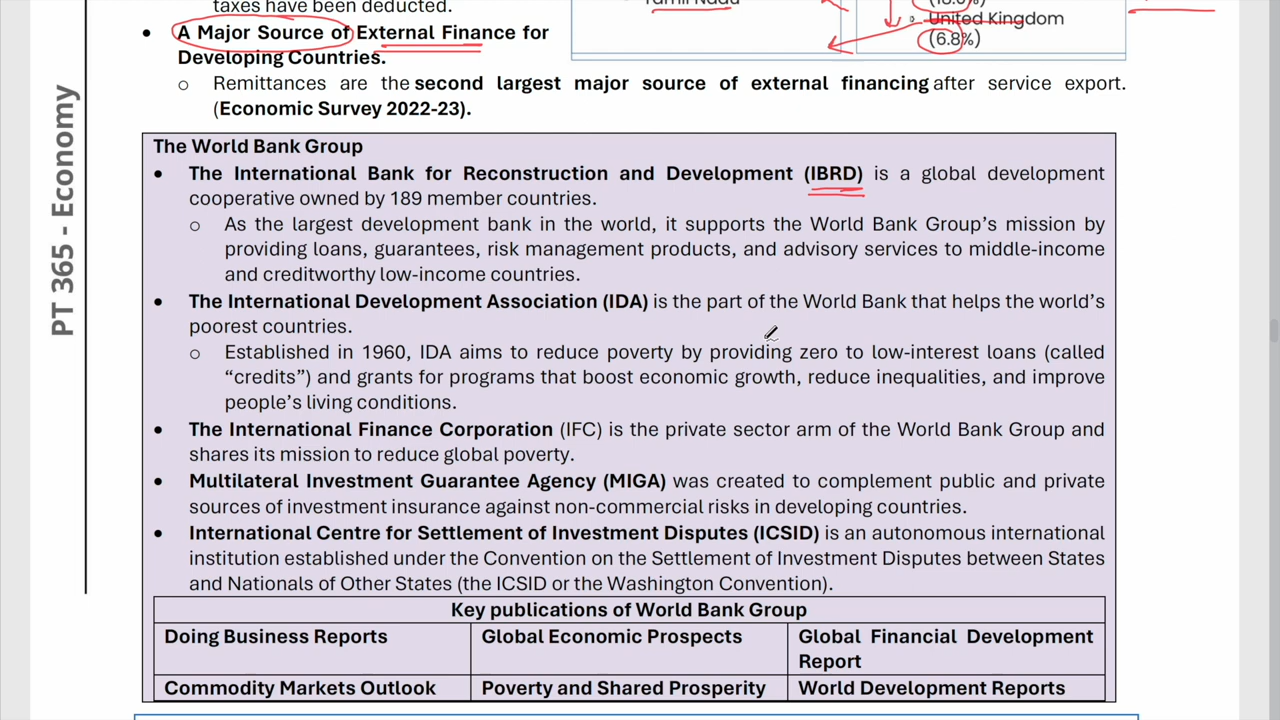 taxes have been deducted.
Tamil Nadu
United Kingdom
(6.8%)
• A Major Source of External Finance for
Developing Countries.
○ Remittances are the second largest major source of external financing after service export.
(Economic Survey 2022-23).
PT 365 - Economy
The World Bank Group
• The International Bank for Reconstruction and Development (IBRD) is a global development
cooperative owned by 189 member countries.
○ As the largest development bank in the world, it supports the World Bank Group’s mission by
providing loans, guarantees, risk management products, and advisory services to middle-income
and creditworthy low-income countries.
• The International Development Association (IDA) is the part of the World Bank that helps the world’s
poorest countries.
○ Established in 1960, IDA aims to reduce poverty by providing zero to low-interest loans (called
“credits”) and grants for programs that boost economic growth, reduce inequalities, and improve
people’s living conditions.
• The International Finance Corporation (IFC) is the private sector arm of the World Bank Group and
shares its mission to reduce global poverty.
• Multilateral Investment Guarantee Agency (MIGA) was created to complement public and private
sources of investment insurance against non-commercial risks in developing countries.
• International Centre for Settlement of Investment Disputes (ICSID) is an autonomous international
institution established under the Convention on the Settlement of Investment Disputes between States
and Nationals of Other States (the ICSID or the Washington Convention).
Key publications of World Bank Group
Doing Business Reports
Global Economic Prospects
Global Financial Development
Report
Commodity Markets Outlook
Poverty and Shared Prosperity
World Development Reports